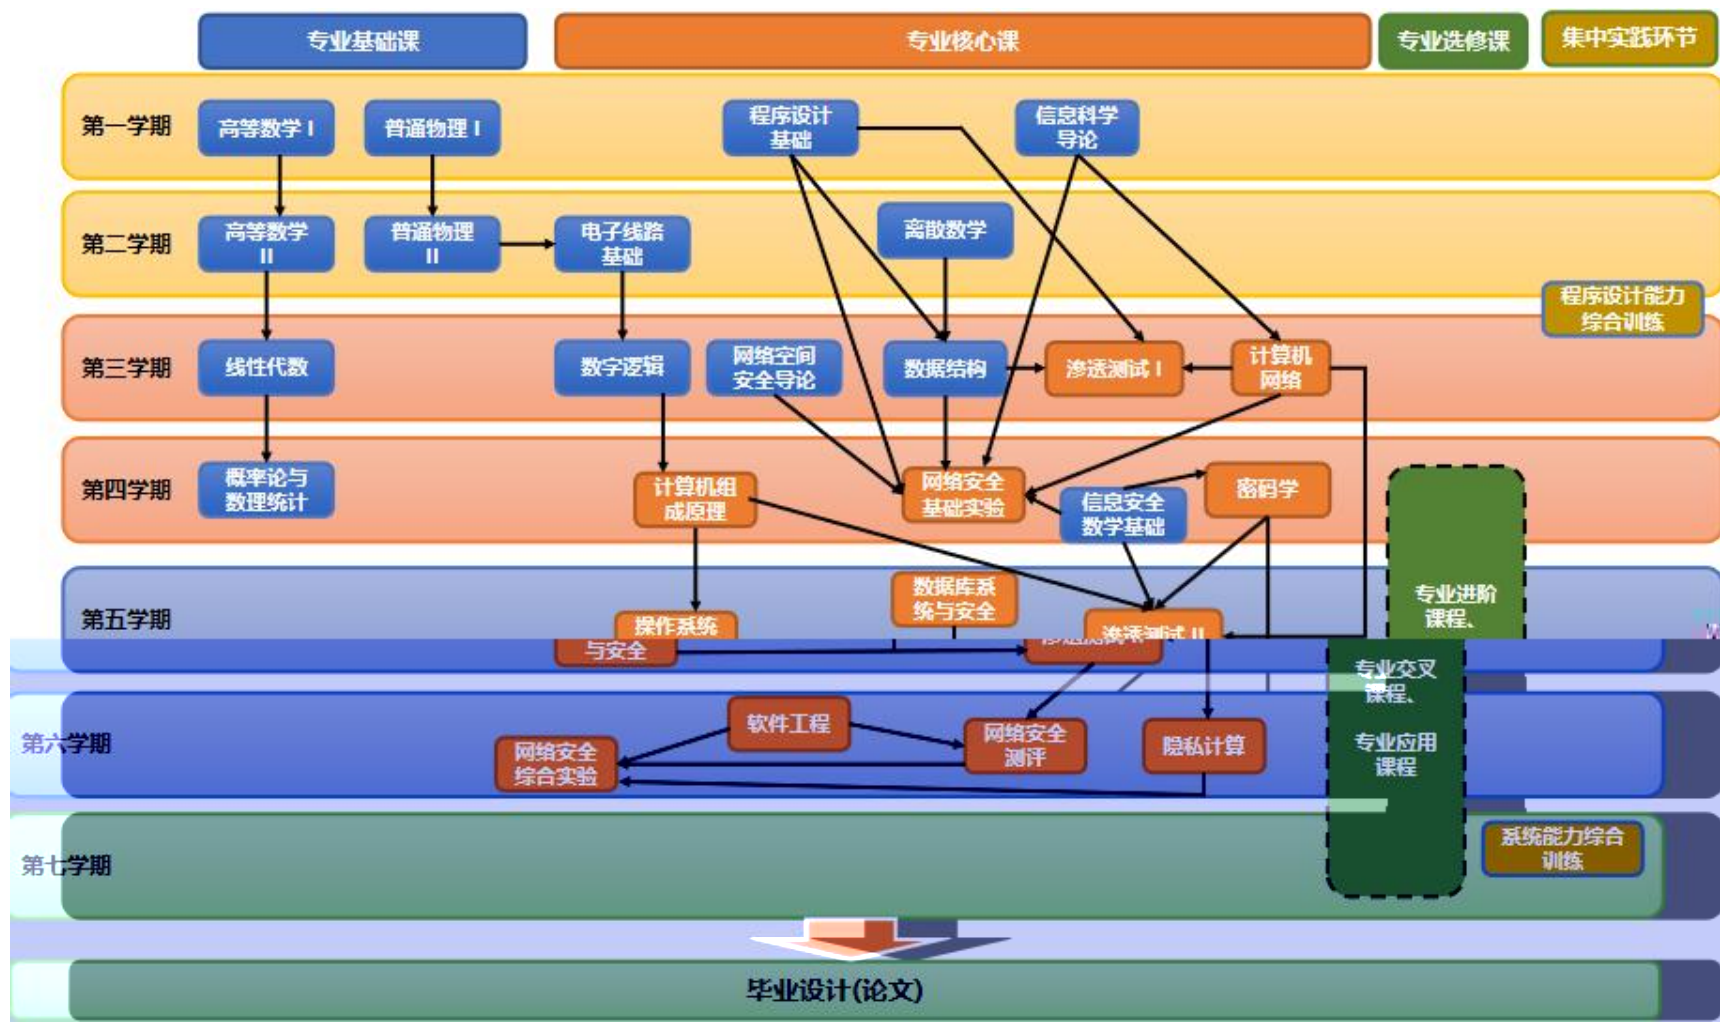 专业基础课
专业核心课
专业选修课
集中实践环节
第一学期
高等数学 I
普通物理 I
程序设计
基础
信息科学
导论
第二学期
高等数学
II
普通物理
II
电子线路
基础
离散数学
程序设计能力
综合训练
第三学期
线性代数
数字逻辑
网络空间
安全导论
数据结构
渗透测试 I
计算机
网络
第四学期
概率论与
数理统计
计算机组
成原理
网络安全
基础实验
信息安全
数学基础
密码学
第五学期
操作系统
与安全
数据库系
统与安全
渗透测试 II
专业进阶
课程、
专业交叉
课程、
专业应用
课程
第六学期
网络安全
综合实验
软件工程
网络安全
测评
隐私计算
第七学期
系统能力综合
训练
毕业设计(论文)